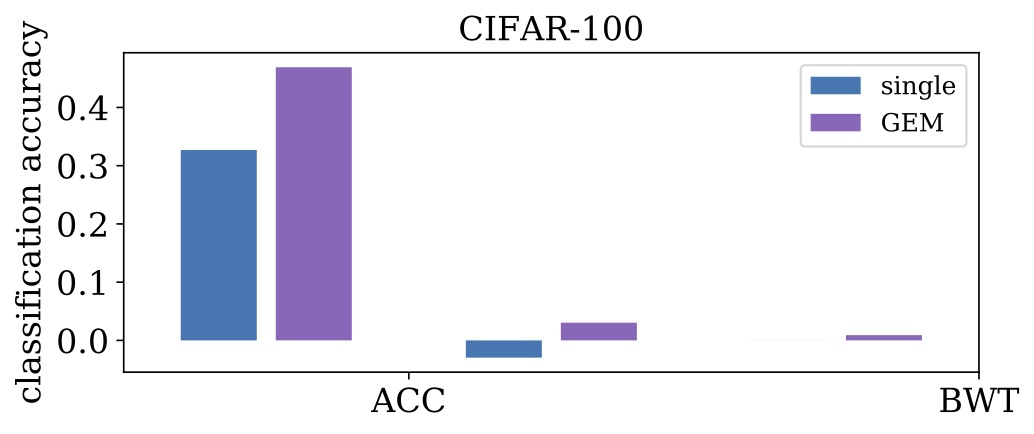 CIFAR-100
classification accuracy
0.4
0.3
0.2
0.1
0.0
single
GEM
ACC
BWT